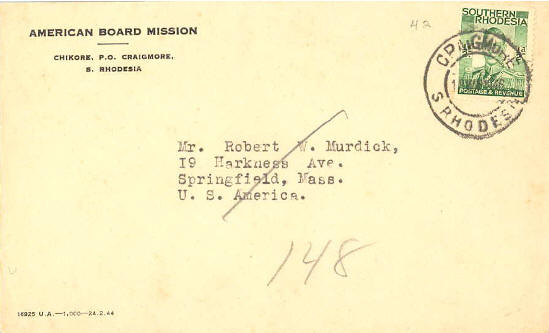 AMERICAN BOARD MISSION
CHIKORE, P.O. CRAIGMORE,
S. RHODESIA
42
SOUTHERN
RHODESIA
POSTAGE & REVENUE
CRAIGMORE
S. RHODESIA
Mr. Robert W. Murdick,
19 Harkness Ave.
Springfield, Mass.
U. S. America.
148
16925 U.A.—1,000—24.2.44